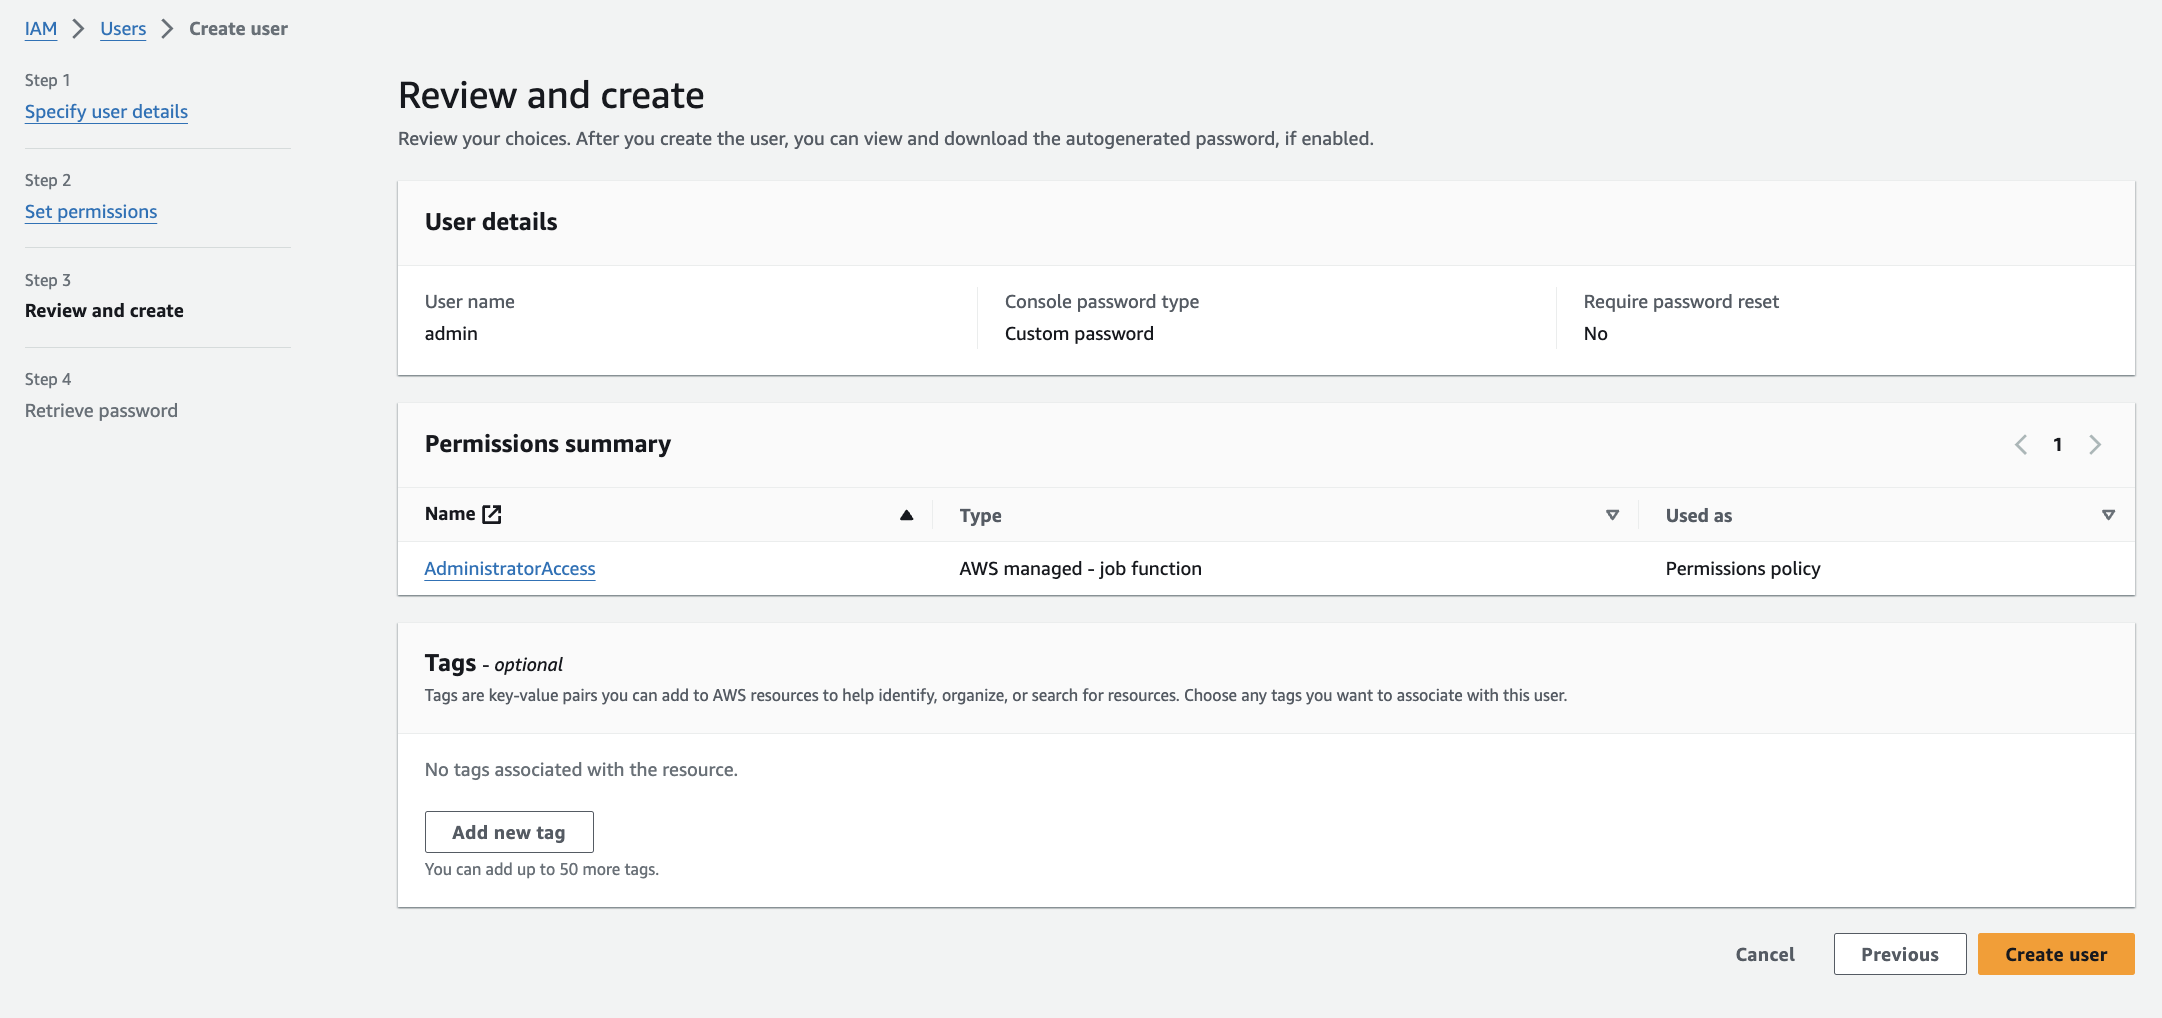 IAM > Users > Create user
Step 1
Specify user details
Step 2
Set permissions
Step 3
Review and create
Step 4
Retrieve password
Review and create
Review your choices. After you create the user, you can view and download the autogenerated password, if enabled.
User details
User name
admin
Console password type
Custom password
Require password reset
No
Permissions summary
1
Name
Type
Used as
AdministratorAccess
AWS managed - job function
Permissions policy
Tags - optional
Tags are key-value pairs you can add to AWS resources to help identify, organize, or search for resources. Choose any tags you want to associate with this user.
No tags associated with the resource.
Add new tag
You can add up to 50 more tags.
Cancel
Previous
Create user